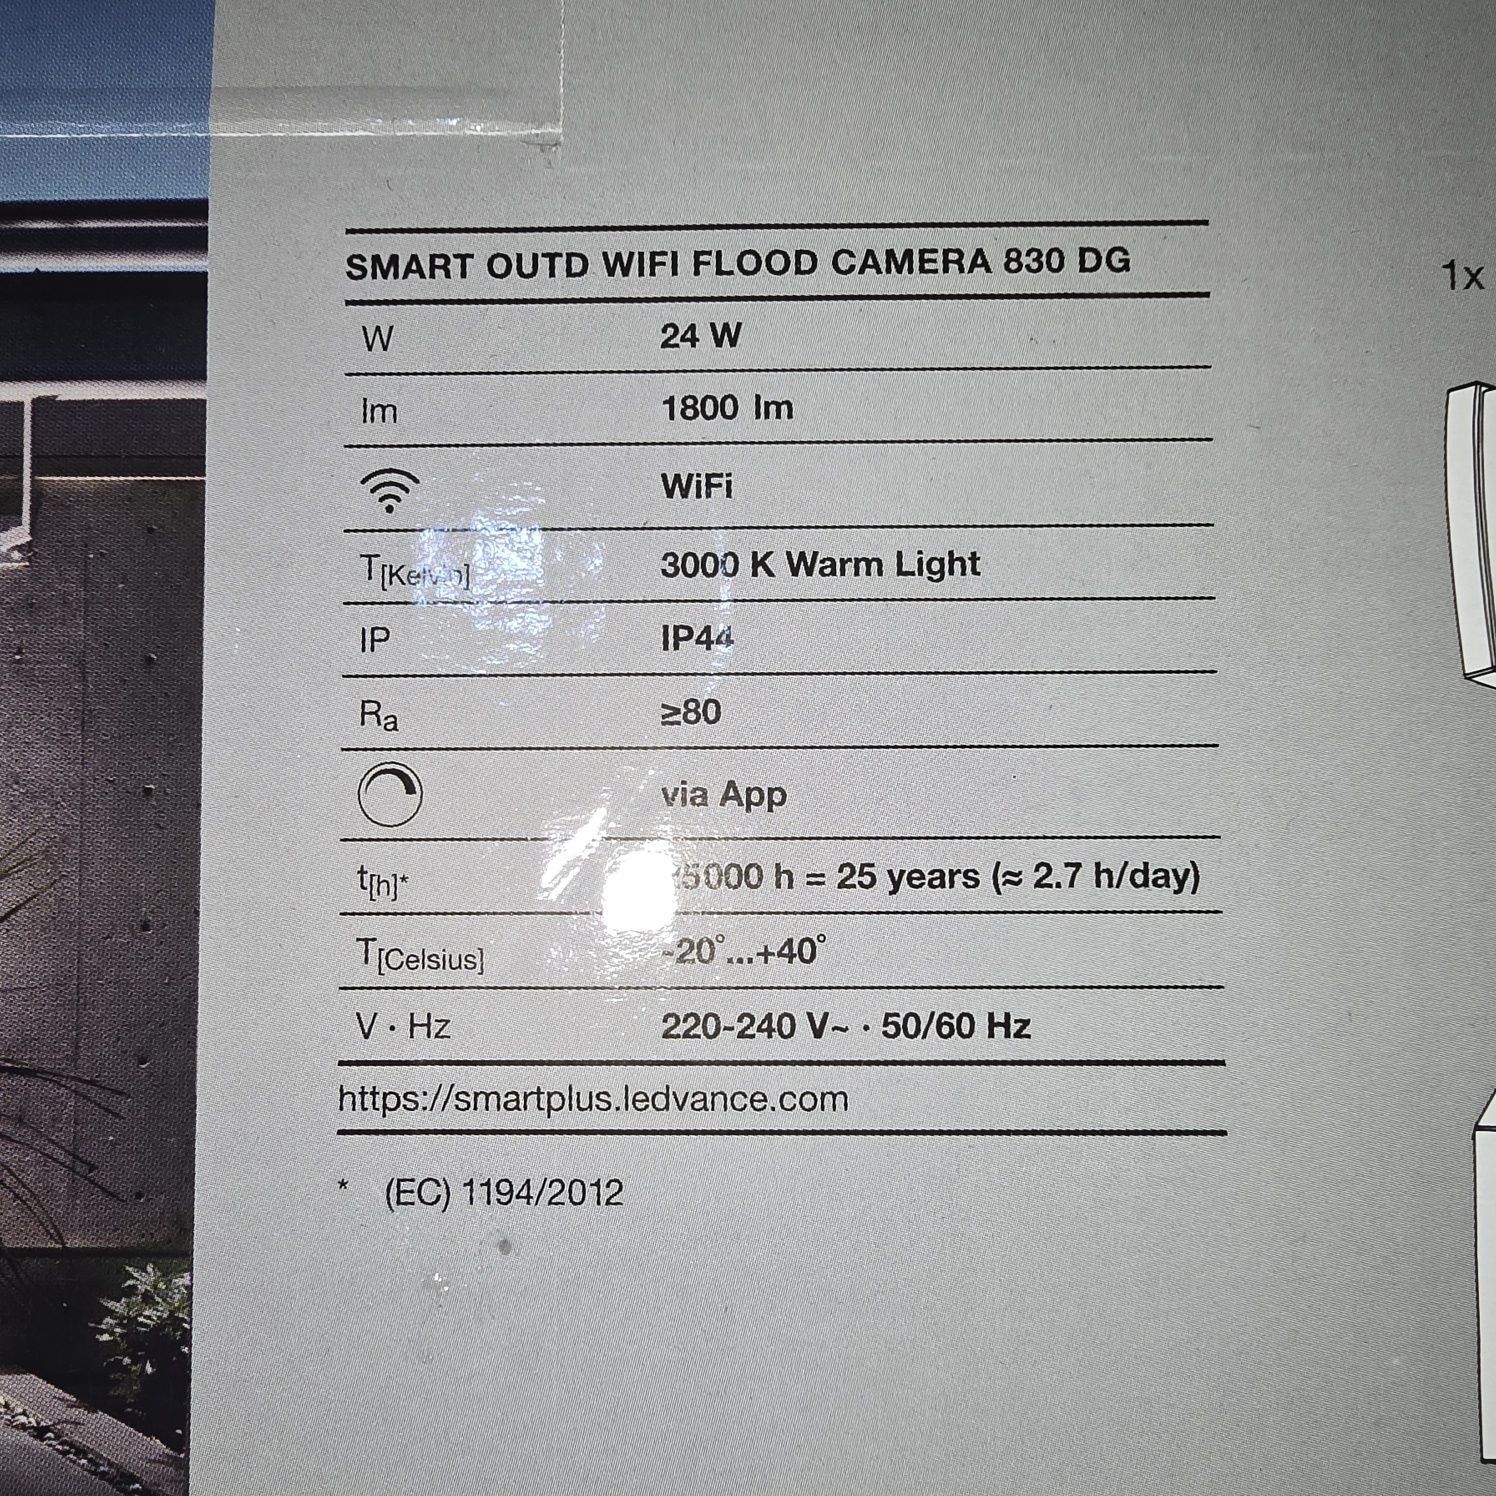 SMART OUTD WIFI FLOOD CAMERA 830 DG
1x
W 24 W
lm 1800 lm
WiFi
T[Kelvin] 3000 K Warm Light
IP IP44
Ra ≥80
via App
t[h]* h = 25 years (≈ 2.7 h/day)
T[Celsius] -20°...+40°
V · Hz 220-240 V~ · 50/60 Hz
https://smartplus.ledvance.com
* (EC) 1194/2012